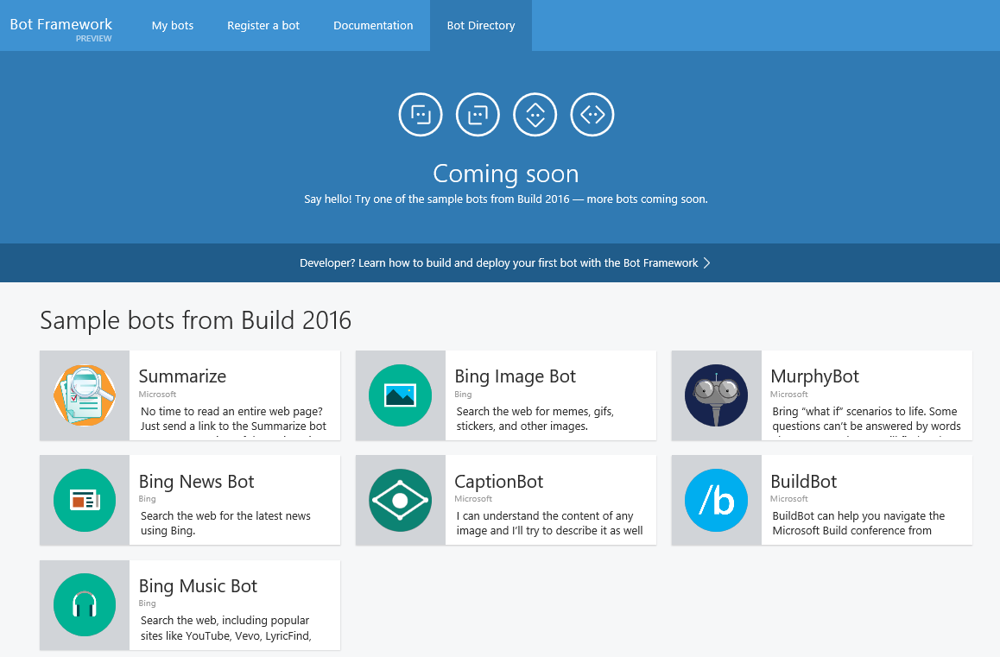 Bot Framework
PREVIEW
My bots
Register a bot
Documentation
Bot Directory
Coming soon
Say hello! Try one of the sample bots from Build 2016 — more bots coming soon.
Developer? Learn how to build and deploy your first bot with the Bot Framework
Sample bots from Build 2016
Summarize
Microsoft
No time to read an entire web page?
Just send a link to the Summarize bot
Bing Image Bot
Bing
Search the web for memes, gifs,
stickers, and other images.
MurphyBot
Microsoft
Bring “what if” scenarios to life. Some
questions can’t be answered by words
Bing News Bot
Bing
Search the web for the latest news
using Bing.
CaptionBot
Microsoft
I can understand the content of any
image and I’ll try to describe it as well
/b
BuildBot
Microsoft
BuildBot can help you navigate the
Microsoft Build conference from
Bing Music Bot
Bing
Search the web, including popular
sites like YouTube, Vevo, LyricFind,